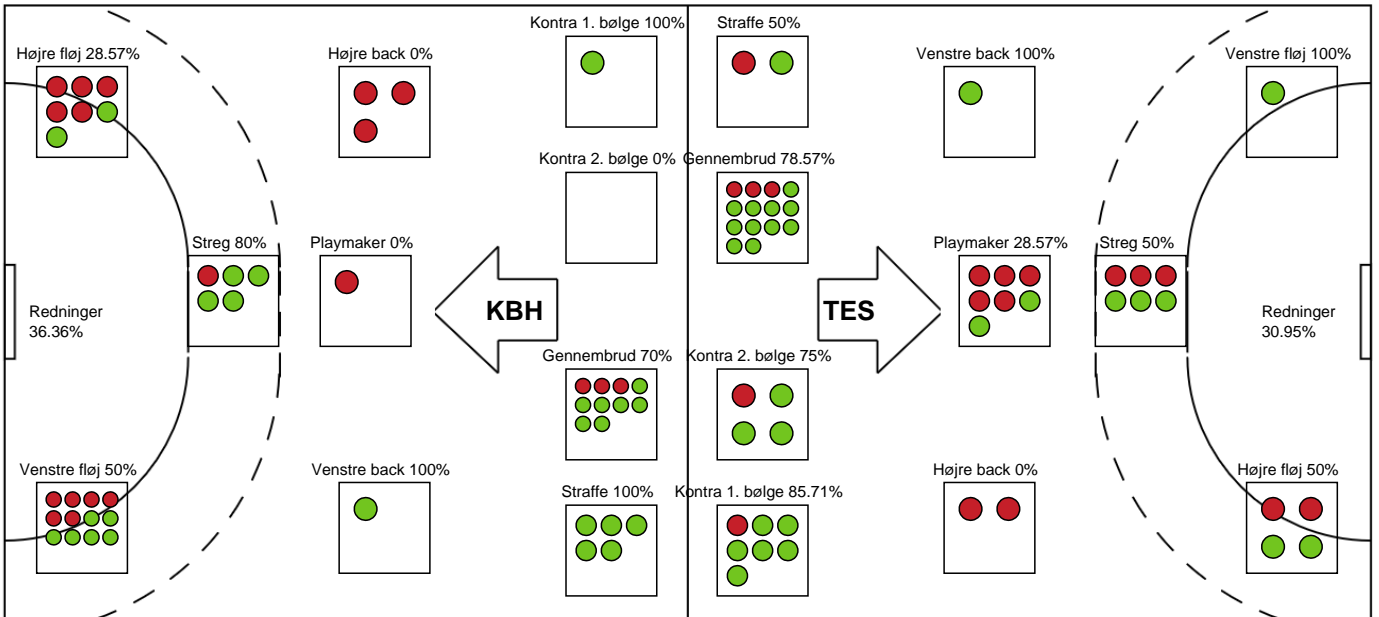 Kontra 1. bølge 100%
Straffe 50%
Højre fløj 28.57%
Højre back 0%
Venstre back 100%
Venstre fløj 100%
Kontra 2. bølge 0%
Gennembrud 78.57%
Streg 80%
Playmaker 0%
Playmaker 28.57%
Streg 50%
Redninger
36.36%
KBH
TES
Redninger
30.95%
Gennembrud 70%
Kontra 2. bølge 75%
Venstre fløj 50%
Venstre back 100%
Højre back 0%
Højre fløj 50%
Straffe 100%
Kontra 1. bølge 85.71%